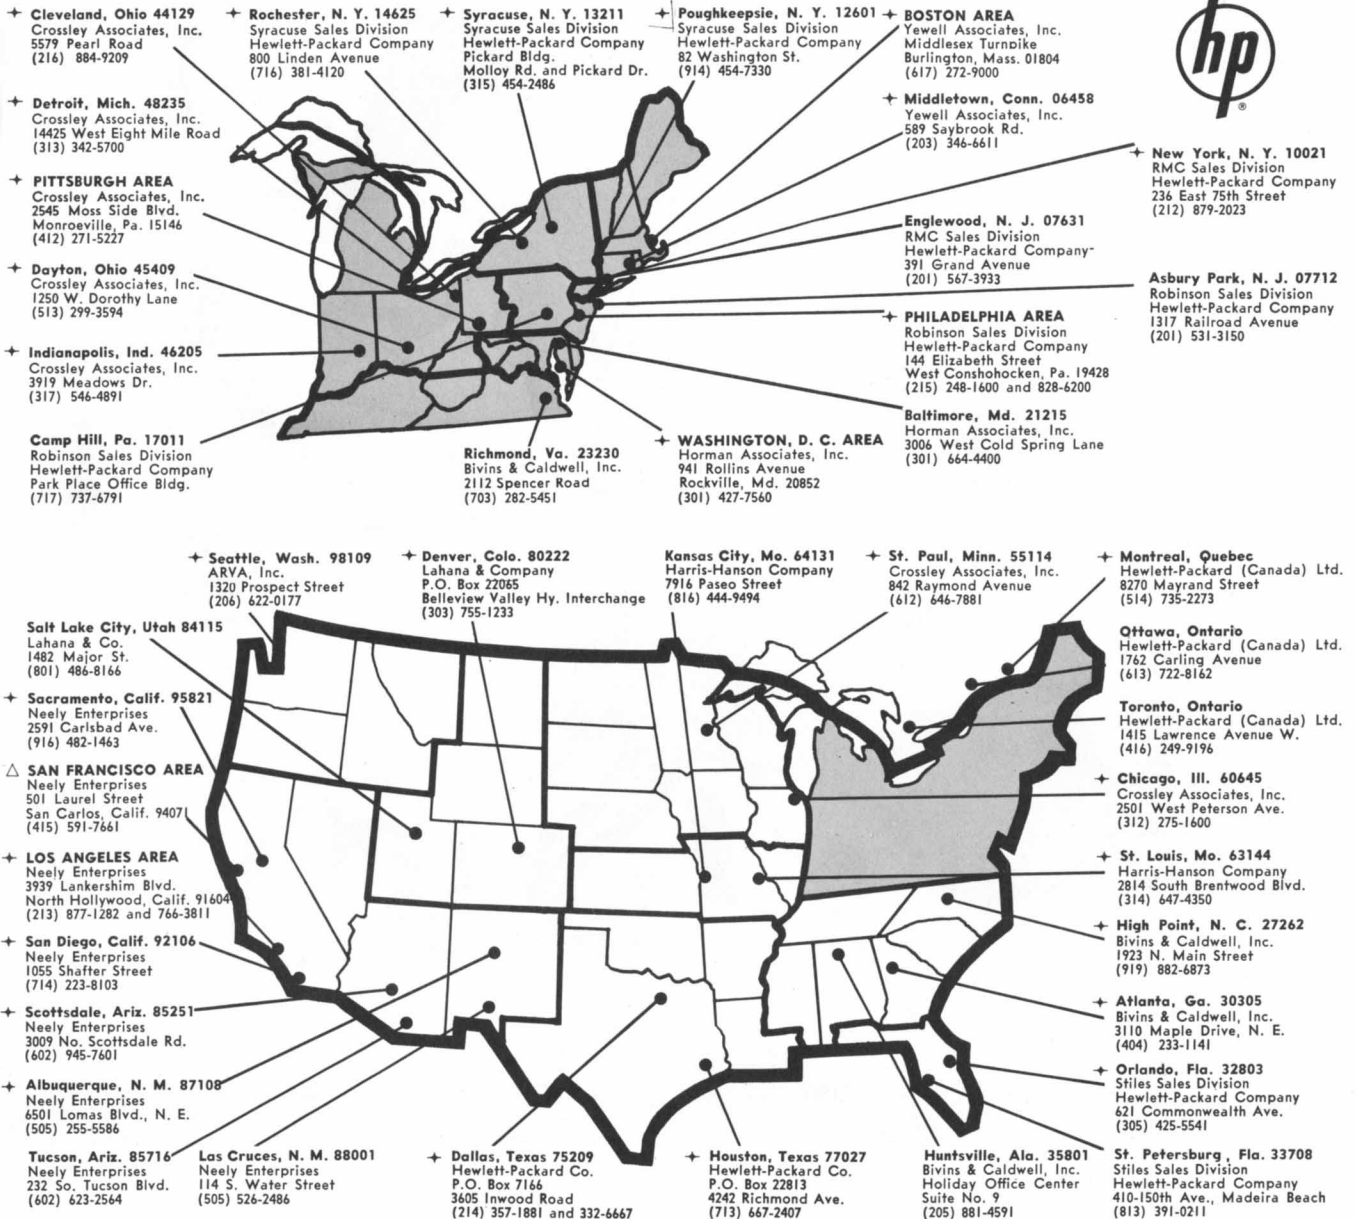 Cleveland, Ohio 44129
Crossley Associates, Inc.
5579 Pearl Road
(216) 884-9209
Rochester, N. Y. 14625
Syracuse Sales Division
Hewlett-Packard Company
800 Linden Avenue
(716) 381-4120
Syracuse, N. Y. 13211
Syracuse Sales Division
Hewlett-Packard Company
Pickard Bldg.
Molloy Rd. and Pickard Dr.
(315) 454-2486
Poughkeepsie, N. Y. 12601
Syracuse Sales Division
Hewlett-Packard Company
82 Washington St.
(914) 454-7330
BOSTON AREA
Yewell Associates, Inc.
Middlesex Turnpike
Burlington, Mass. 01804
(617) 272-9000
hp
®
Detroit, Mich. 48235
Crossley Associates, Inc.
14425 West Eight Mile Road
(313) 342-5700
Middletown, Conn. 06458
Yewell Associates, Inc.
589 Saybrook Rd.
(203) 346-6611
New York, N. Y. 10021
RMC Sales Division
Hewlett-Packard Company
236 East 75th Street
(212) 879-2023
PITTSBURGH AREA
Crossley Associates, Inc.
2545 Moss Side Blvd.
Monroeville, Pa. 15146
(412) 271-5227
Englewood, N. J. 07631
RMC Sales Division
Hewlett-Packard Company
391 Grand Avenue
(201) 567-3933
Dayton, Ohio 45409
Crossley Associates, Inc.
1250 W. Dorothy Lane
(513) 299-3594
Asbury Park, N. J. 07712
Robinson Sales Division
Hewlett-Packard Company
1317 Railroad Avenue
(201) 531-3150
PHILADELPHIA AREA
Robinson Sales Division
Hewlett-Packard Company
144 Elizabeth Street
West Conshohocken, Pa. 19428
(215) 248-1600 and 828-6200
Indianapolis, Ind. 46205
Crossley Associates, Inc.
3919 Meadows Dr.
(317) 546-4891
Baltimore, Md. 21215
Horman Associates, Inc.
3006 West Cold Spring Lane
(301) 664-4400
Camp Hill, Pa. 17011
Robinson Sales Division
Hewlett-Packard Company
Park Place Office Bldg.
(717) 737-6791
Richmond, Va. 23230
Bivins & Caldwell, Inc.
2112 Spencer Road
(703) 282-5451
WASHINGTON, D. C. AREA
Horman Associates, Inc.
941 Rollins Avenue
Rockville, Md. 20852
(301) 427-7560
Seattle, Wash. 98109
ARVA, Inc.
1320 Prospect Street
(206) 622-0177
Denver, Colo. 80222
Lahana & Company
P.O. Box 22065
Belleview Valley Hy. Interchange
(303) 755-1233
Kansas City, Mo. 64131
Harris-Hanson Company
7916 Paseo Street
(816) 444-9494
St. Paul, Minn. 55114
Crossley Associates, Inc.
842 Raymond Avenue
(612) 646-7881
Montreal, Quebec
Hewlett-Packard (Canada) Ltd.
8270 Mayrand Street
(514) 735-2273
Salt Lake City, Utah 84115
Lahana & Co.
1482 Major St.
(801) 486-8166
Ottawa, Ontario
Hewlett-Packard (Canada) Ltd.
1762 Carling Avenue
(613) 722-8162
Sacramento, Calif. 95821
Neely Enterprises
2591 Carlsbad Ave.
(916) 482-1463
Toronto, Ontario
Hewlett-Packard (Canada) Ltd.
1415 Lawrence Avenue W.
(416) 249-9196
SAN FRANCISCO AREA
Neely Enterprises
501 Laurel Street
San Carlos, Calif. 94071
(415) 591-7661
Chicago, Ill. 60645
Crossley Associates, Inc.
2501 West Peterson Ave.
(312) 275-1600
LOS ANGELES AREA
Neely Enterprises
3939 Lankershim Blvd.
North Hollywood, Calif. 91604
(213) 877-1282 and 766-3811
St. Louis, Mo. 63144
Harris-Hanson Company
2814 South Brentwood Blvd.
(314) 647-4350
San Diego, Calif. 92106
Neely Enterprises
1055 Shafter Street
(714) 223-8103
High Point, N. C. 27262
Bivins & Caldwell, Inc.
1923 N. Main Street
(919) 882-6873
Scottsdale, Ariz. 85251
Neely Enterprises
3009 No. Scottsdale Rd.
(602) 945-7601
Atlanta, Ga. 30305
Bivins & Caldwell, Inc.
3110 Maple Drive, N. E.
(404) 233-1141
Albuquerque, N. M. 87108
Neely Enterprises
6501 Lomas Blvd., N. E.
(505) 255-5586
Orlando, Fla. 32803
Stiles Sales Division
Hewlett-Packard Company
621 Commonwealth Ave.
(305) 425-5541
Tucson, Ariz. 85716
Neely Enterprises
232 So. Tucson Blvd.
(602) 623-2564
Las Cruces, N. M. 88001
Neely Enterprises
114 S. Water Street
(505) 526-2486
Dallas, Texas 75209
Hewlett-Packard Co.
P.O. Box 7166
3605 Inwood Road
(214) 357-1881 and 332-6667
Houston, Texas 77027
Hewlett-Packard Co.
P.O. Box 22813
4242 Richmond Ave.
(713) 667-2407
Huntsville, Ala. 35801
Bivins & Caldwell, Inc.
Holiday Office Center
Suite No. 9
(205) 881-4591
St. Petersburg, Fla. 33708
Stiles Sales Division
Hewlett-Packard Company
410-150th Ave., Madeira Beach
(813) 391-0211